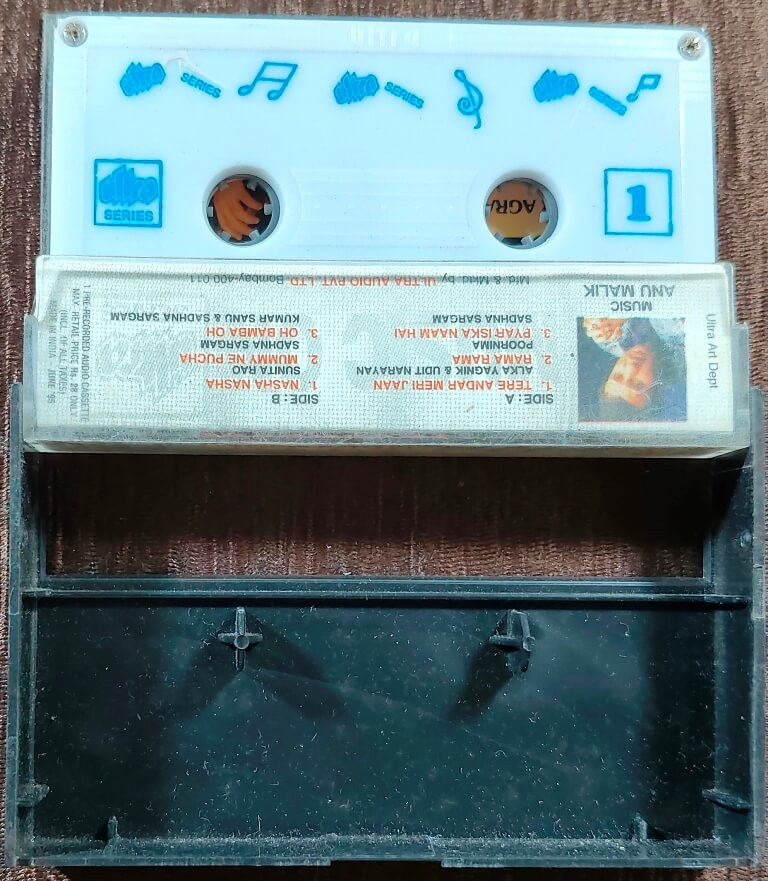 ultra SERIES
ultra SERIES
ultra SERIES
ultra
SERIES
1
AGRA
Mfd. & Mktd by ULTRA AUDIO PVT. LTD. Bombay-400 011
MUSIC
ANU MALIK
Ultra Art Dept
SIDE : A
1. TERE ANDAR MERI JAAN
ALKA YAGNIK & UDIT NARAYAN
2. RAMA RAMA
POORNIMA
3. PYAR ISKA NAAM HAI
SADHNA SARGAM
SIDE : B
1. NASHA NASHA
SUNITA RAO
2. MUMMY NE PUCHA
SADHNA SARGAM
3. OH BAMBA OH
KUMAR SANU & SADHNA SARGAM
1 PRE-RECORDED AUDIO CASSETTE
MAX. RETAIL PRICE Rs. 28 ONLY.
(INCL. OF ALL TAXES)
MADE IN INDIA JUNE '95